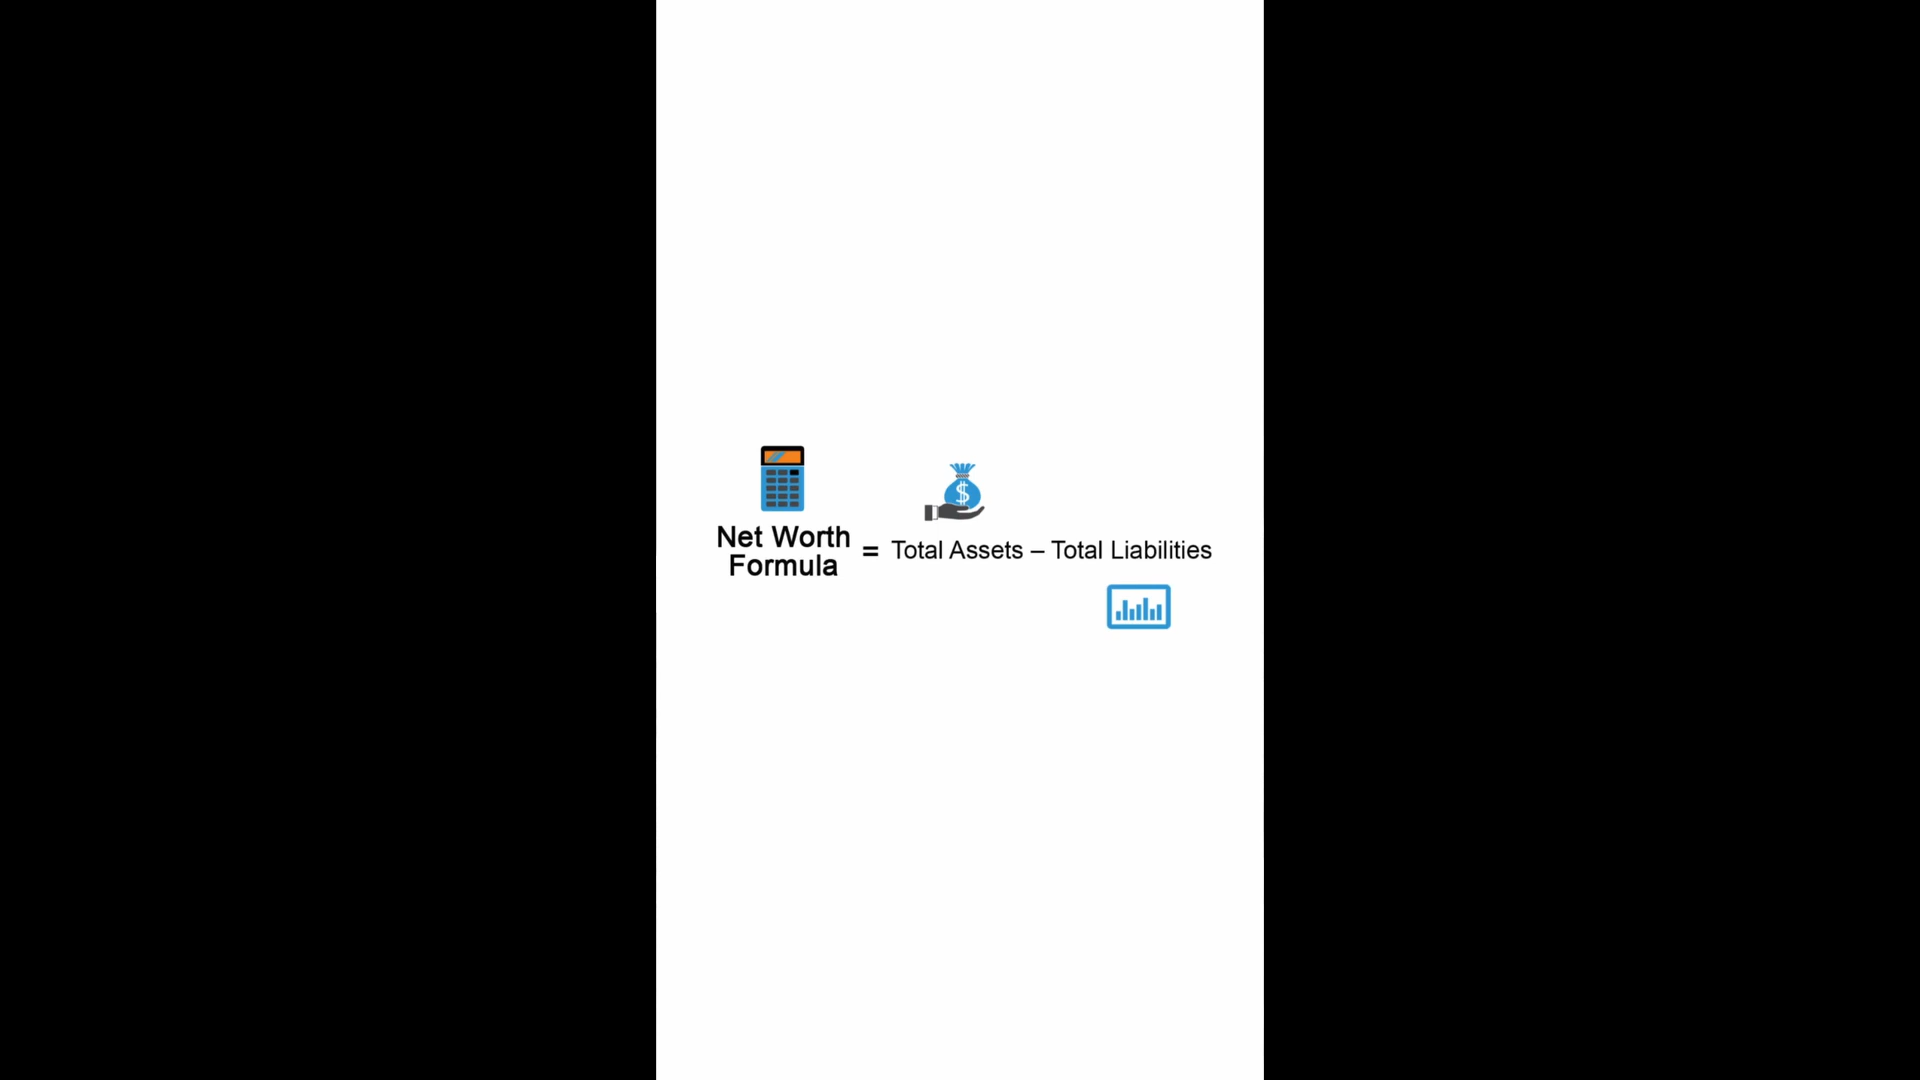 Net Worth
Formula
= Total Assets – Total Liabilities
$